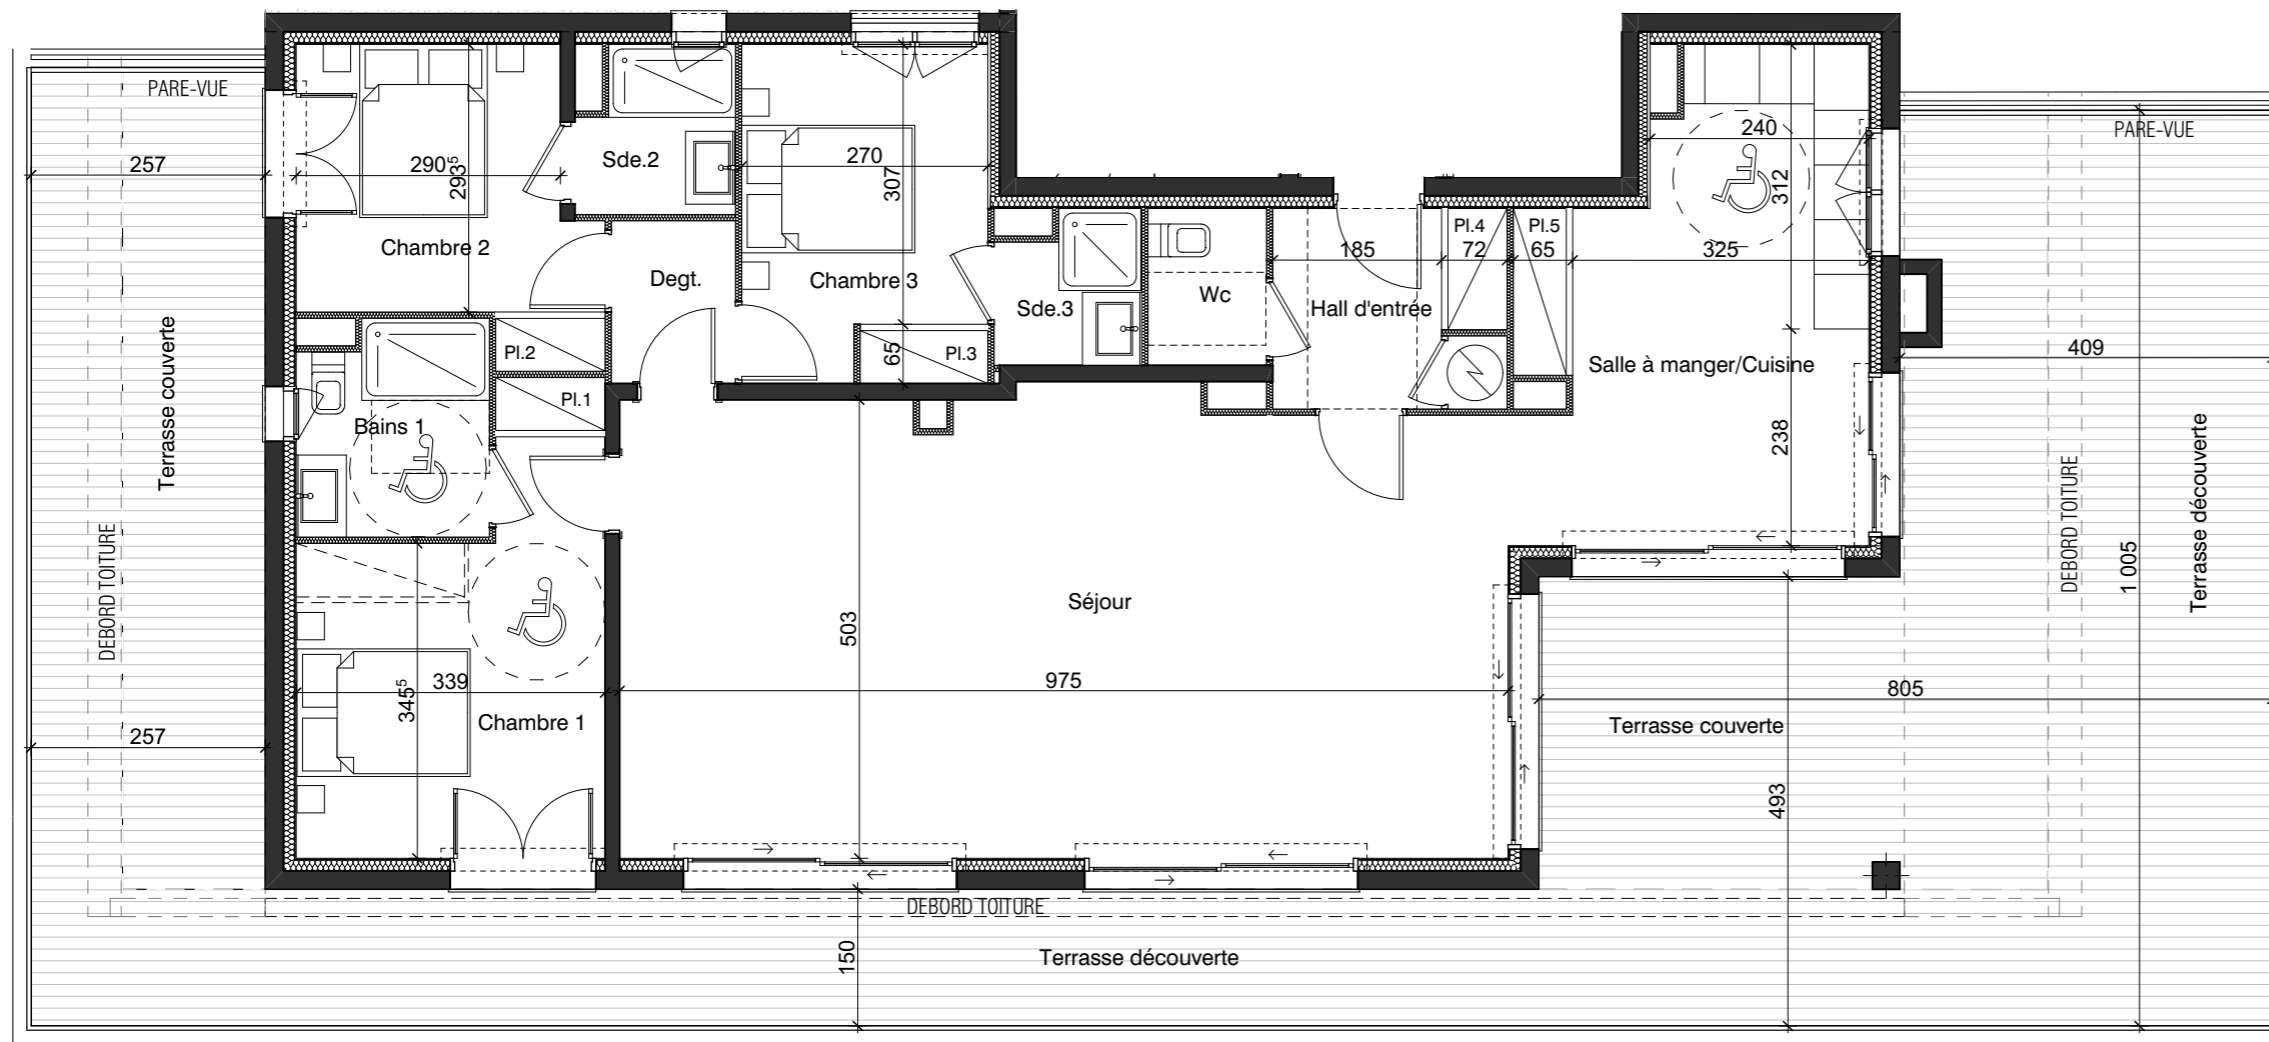 PARE-VUE
257
290⁵
293⁵
Chambre 2
Sde.2
270
307
Chambre 3
Degt.
Sde.3
Wc
185
Hall d'entrée
Pl.4
72
Pl.5
65
325
240
312
PARE-VUE
Salle à manger/Cuisine
409
Terrasse couverte
Pl.2
Pl.1
65
Pl.3
Bains 1
238
DEBORD TOITURE
Terrasse découverte
1 005
DEBORD TOITURE
Séjour
503
339
345⁵
Chambre 1
975
805
Terrasse couverte
257
493
DEBORD TOITURE
150
Terrasse découverte